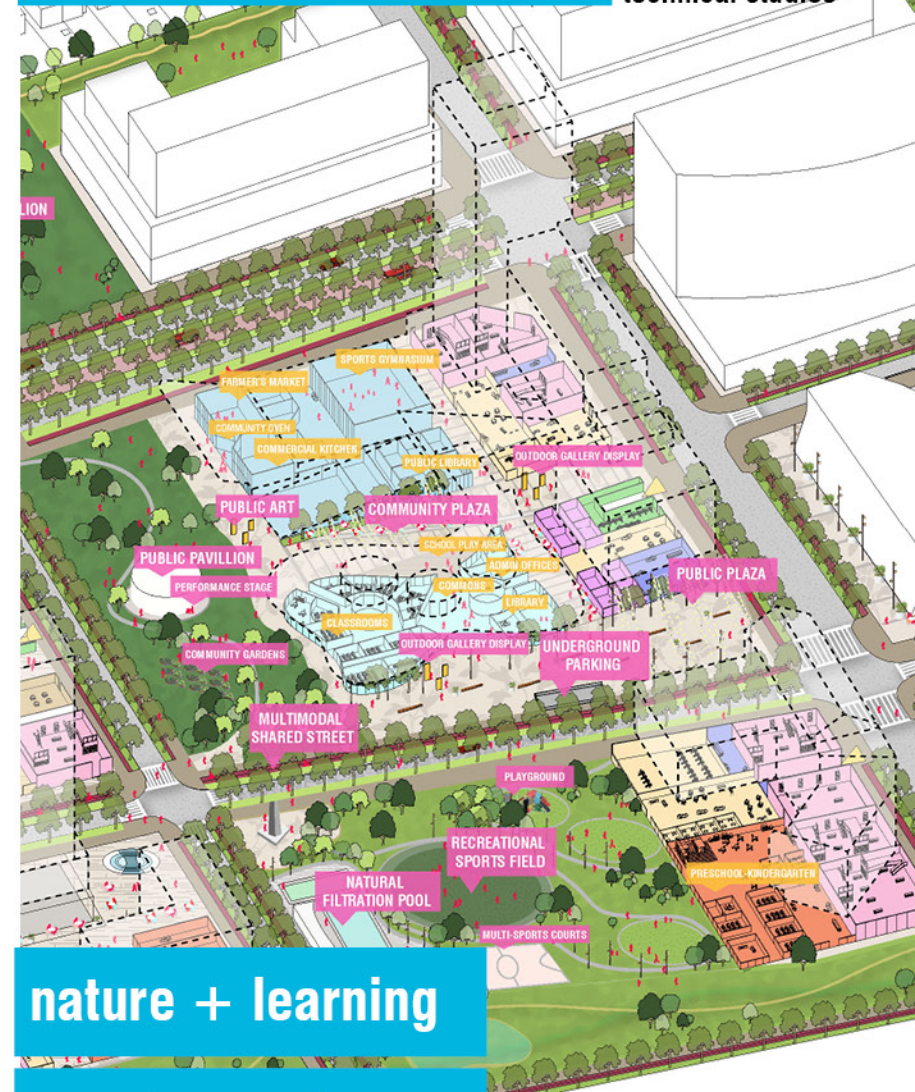 technical studies
LION
SPORTS GYMNASIUM
FARMER'S MARKET
COMMUNITY OVEN
COMMERCIAL KITCHEN
PUBLIC LIBRARY
OUTDOOR GALLERY DISPLAY
PUBLIC ART
COMMUNITY PLAZA
SCHOOL PLAY AREA
PUBLIC PAVILLION
ADMIN OFFICES
PUBLIC PLAZA
PERFORMANCE STAGE
COMMONS
LIBRARY
CLASSROOMS
OUTDOOR GALLERY DISPLAY
UNDERGROUND
PARKING
COMMUNITY GARDENS
MULTIMODAL
SHARED STREET
PLAYGROUND
RECREATIONAL
SPORTS FIELD
PRESCHOOL-KINDERGARTEN
NATURAL
FILTRATION POOL
MULTI-SPORTS COURTS
nature + learning